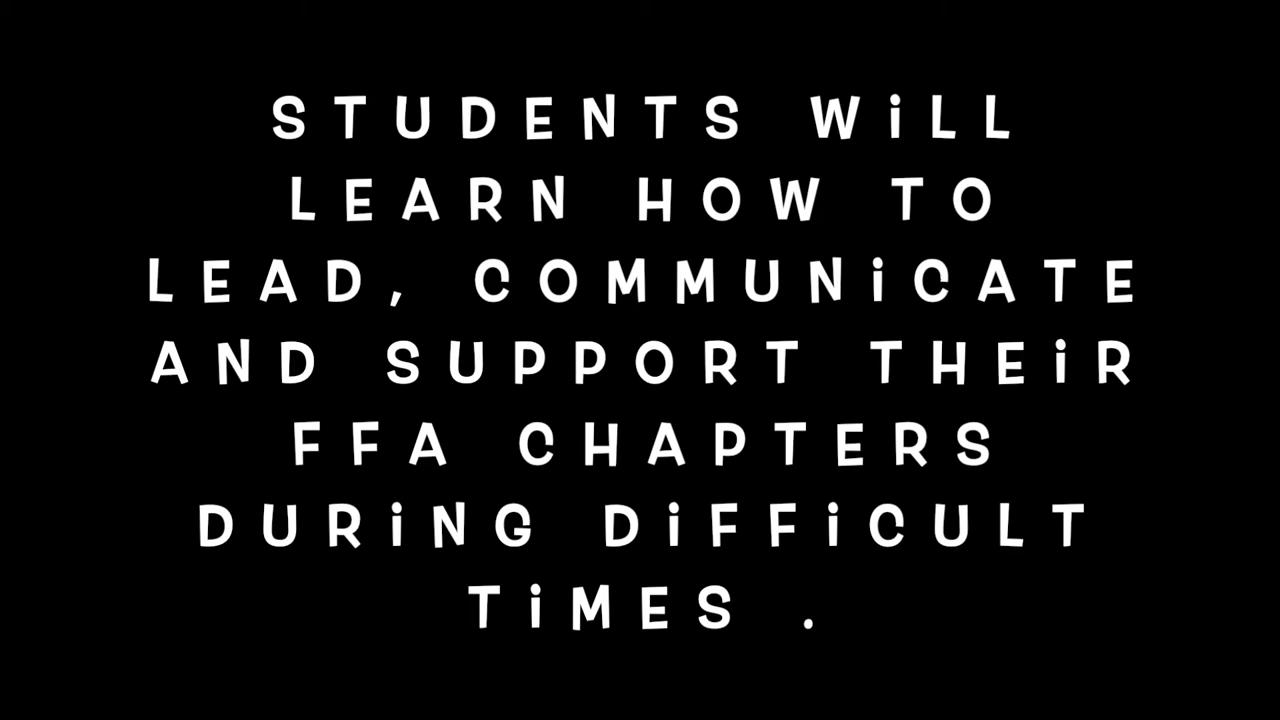 STUDENTS WiLL
LEARN HOW TO
LEAD, COMMUNiCATE
AND SUPPORT THEiR
FFA CHAPTERS
DURiNG DiFFiCULT
TiMES .